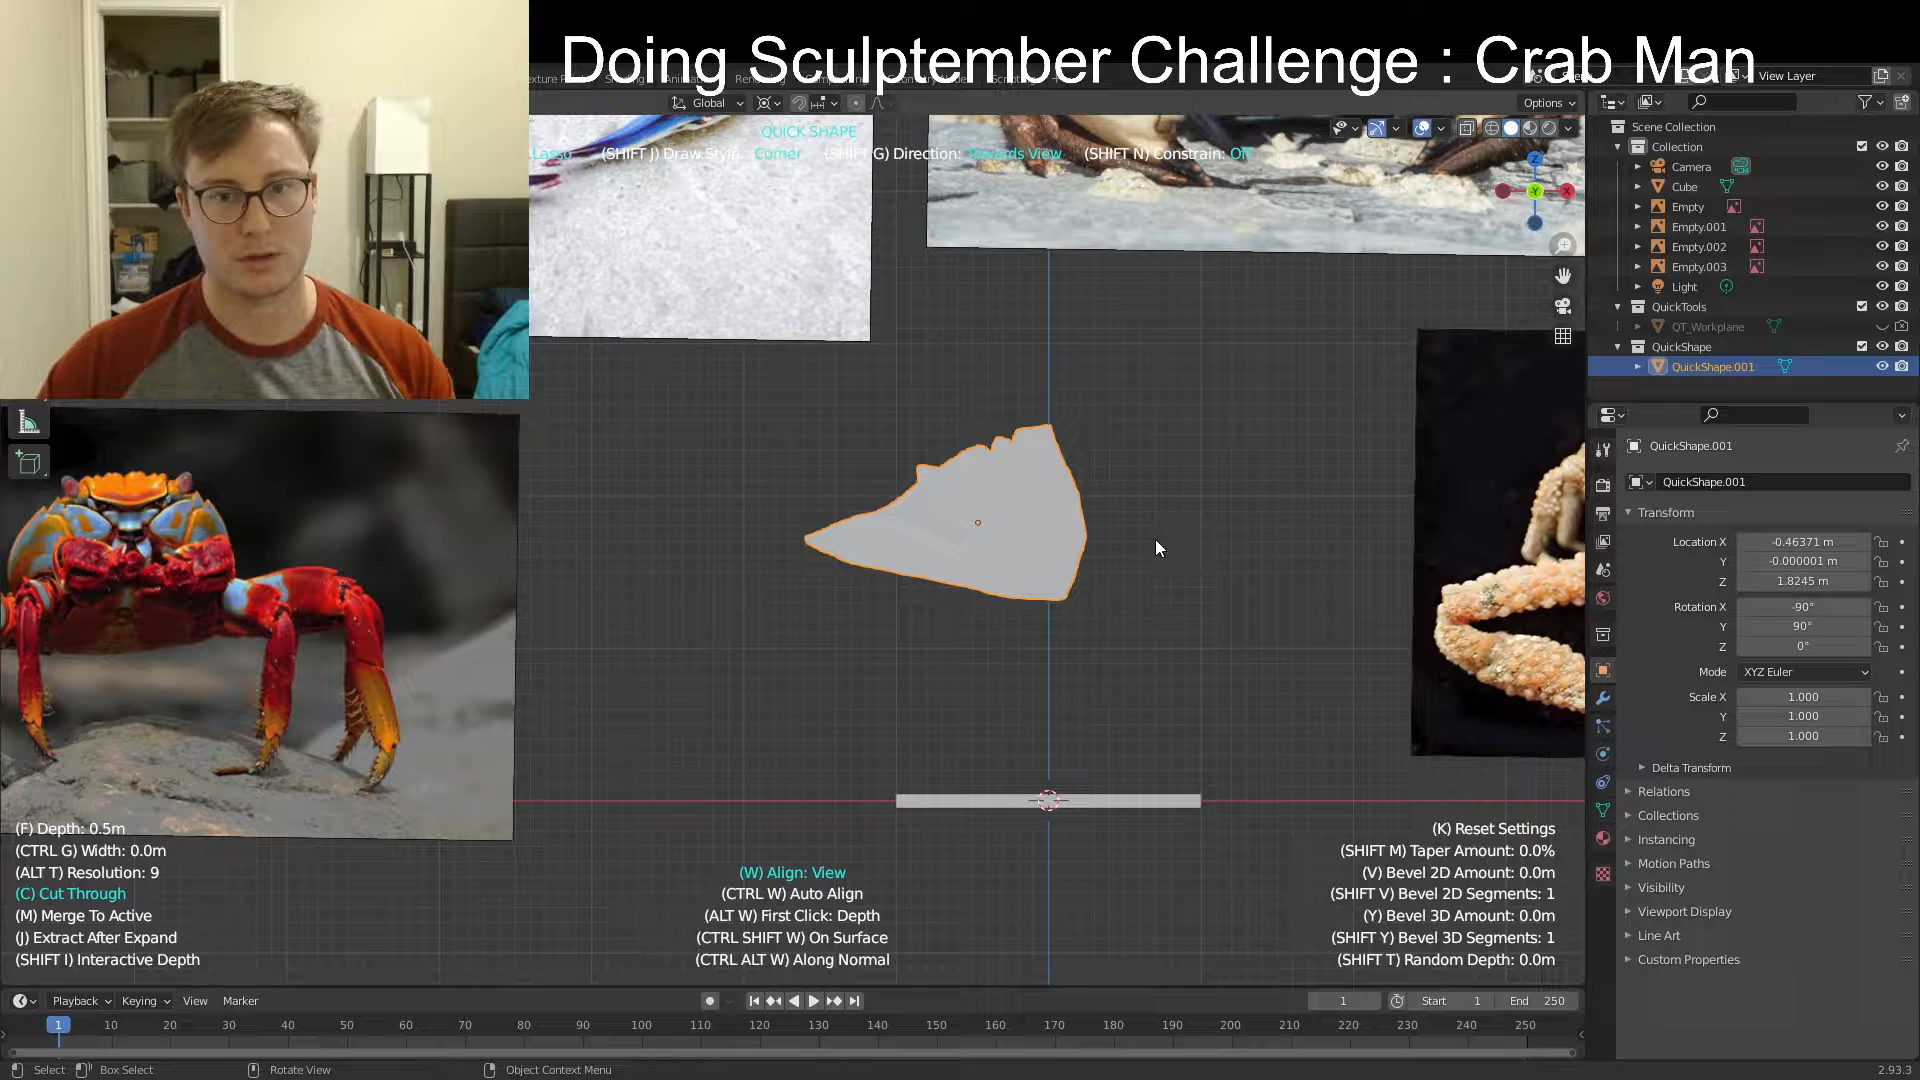 Doing Sculptember Challenge : Crab Man
View Layer
Global
Options
QUICK SHAPE
Lasso (SHIFT J) Draw Style: Corner (SHIFT G) Direction: Towards View (SHIFT N) Constrain: Off
Z
Y
X
Scene Collection
Collection
Camera
Cube
Empty
Empty.001
Empty.002
Empty.003
Light
QuickTools
QT_Workplane
QuickShape
QuickShape.001
QuickShape.001
QuickShape.001
Transform
Location X -0.46371 m
Y -0.000001 m
Z 1.8245 m
Rotation X -90°
Y 90°
Z 0°
Mode XYZ Euler
Scale X 1.000
Y 1.000
Z 1.000
Delta Transform
Relations
Collections
Instancing
Motion Paths
Visibility
Viewport Display
Line Art
Custom Properties
(F) Depth: 0.5m
(CTRL G) Width: 0.0m
(ALT T) Resolution: 9
(C) Cut Through
(M) Merge To Active
(J) Extract After Expand
(SHIFT I) Interactive Depth
(W) Align: View
(CTRL W) Auto Align
(ALT W) First Click: Depth
(CTRL SHIFT W) On Surface
(CTRL ALT W) Along Normal
(K) Reset Settings
(SHIFT M) Taper Amount: 0.0%
(V) Bevel 2D Amount: 0.0m
(SHIFT V) Bevel 2D Segments: 1
(Y) Bevel 3D Amount: 0.0m
(SHIFT Y) Bevel 3D Segments: 1
(SHIFT T) Random Depth: 0.0m
Playback Keying View Marker
1 Start 1 End 250
1 10 20 30 40 50 60 70 80 90 100 110 120 130 140 150 160 170 180 190 200 210 220 230 240 250
Select Box Select Rotate View Object Context Menu 2.93.3